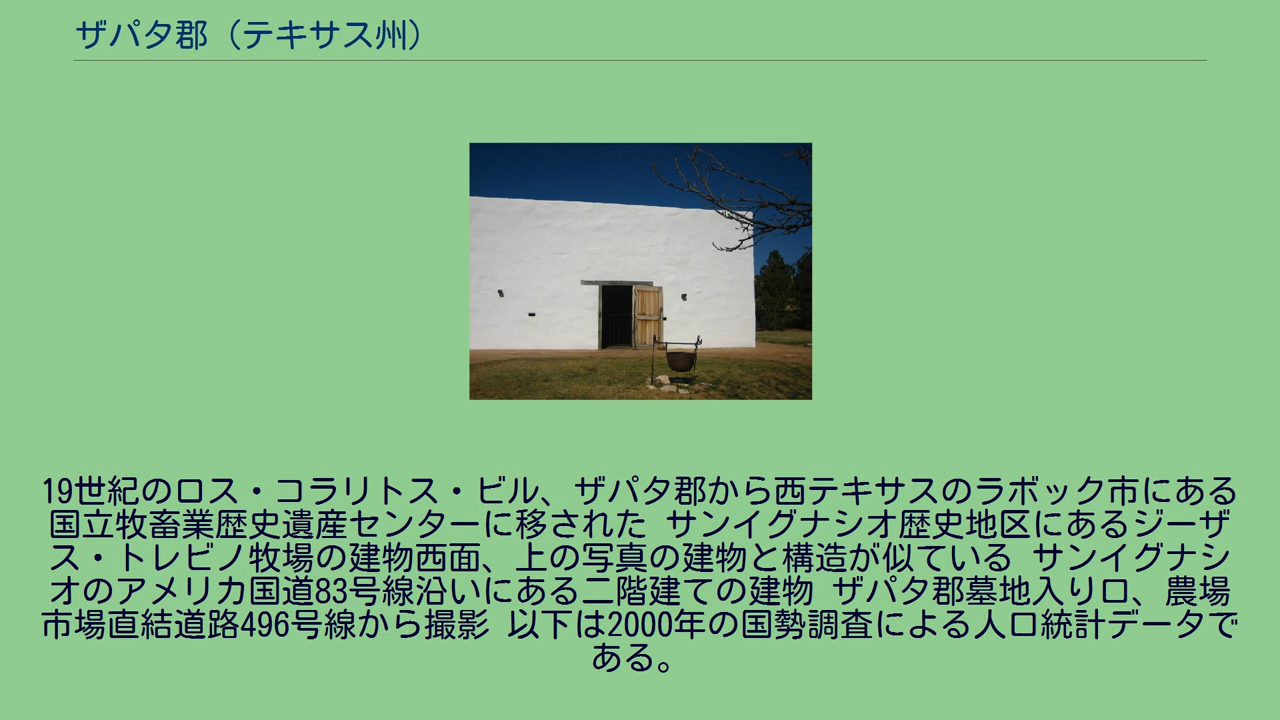 ザパタ郡（テキサス州）
19世紀のロス・コラリトス・ビル、ザパタ郡から西テキサスのラボック市にある
国立牧畜業歴史遺産センターに移された サンイグナシオ歴史地区にあるジーザ
ス・トレビノ牧場の建物西面、上の写真の建物と構造が似ている サンイグナシ
オのアメリカ国道83号線沿いにある二階建ての建物 ザパタ郡墓地入り口、農場
市場直結道路496号線から撮影 以下は2000年の国勢調査による人口統計データで
ある。